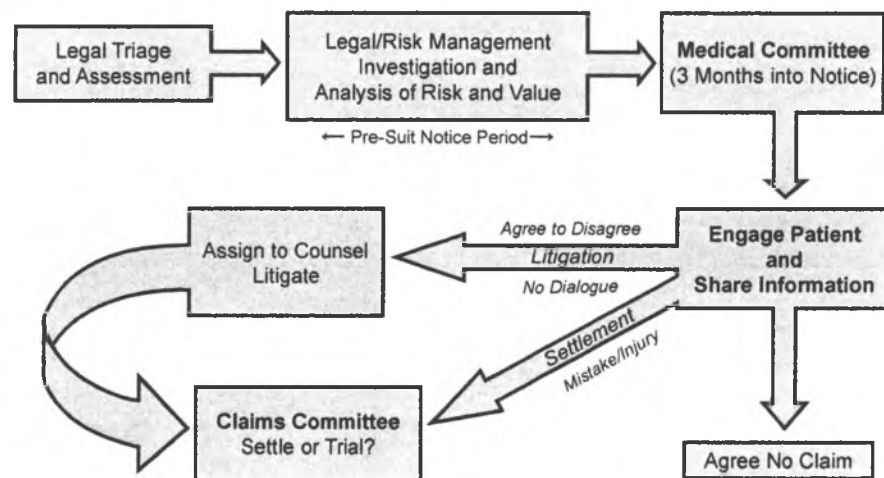 Legal Triage
and Assessment
Legal/Risk Management
Investigation and
Analysis of Risk and Value
← Pre-Suit Notice Period →
Medical Committee
(3 Months into Notice)
Assign to Counsel
Litigate
Agree to Disagree
Litigation
No Dialogue
Engage Patient
and
Share Information
Settlement
Mistake/Injury
Claims Committee
Settle or Trial?
Agree No Claim